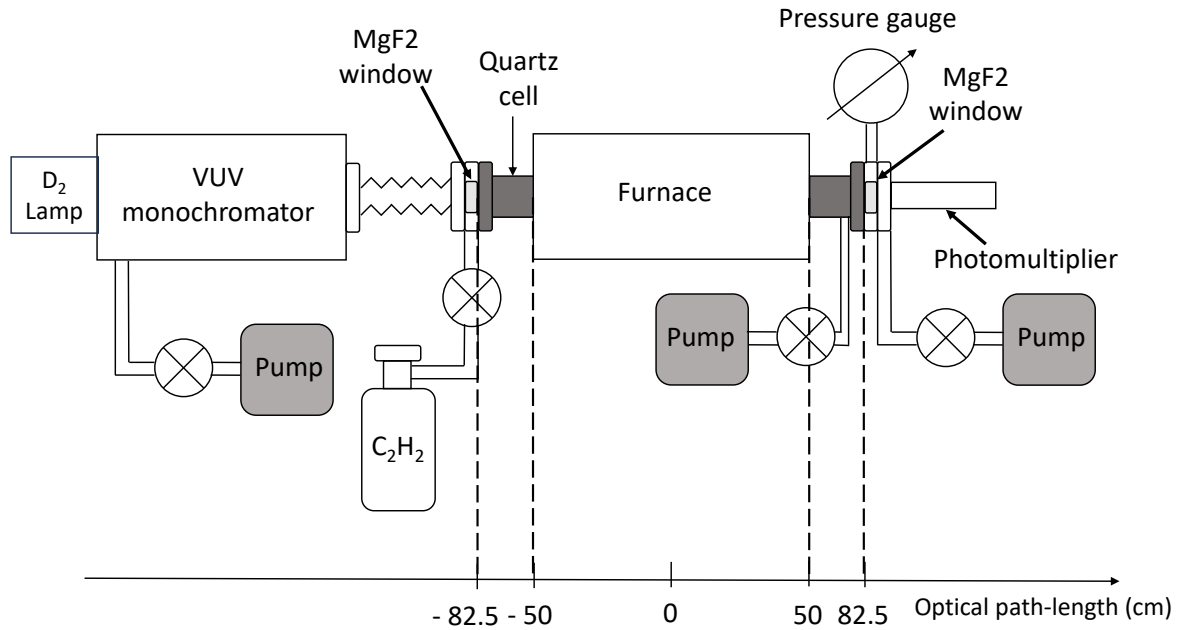 Pressure gauge
MgF2
window
Quartz
cell
MgF2
window
D₂
Lamp
VUV
monochromator
Furnace
Photomultiplier
Pump
Pump
Pump
C₂H₂
- 82.5
- 50
0
50
82.5
Optical path-length (cm)